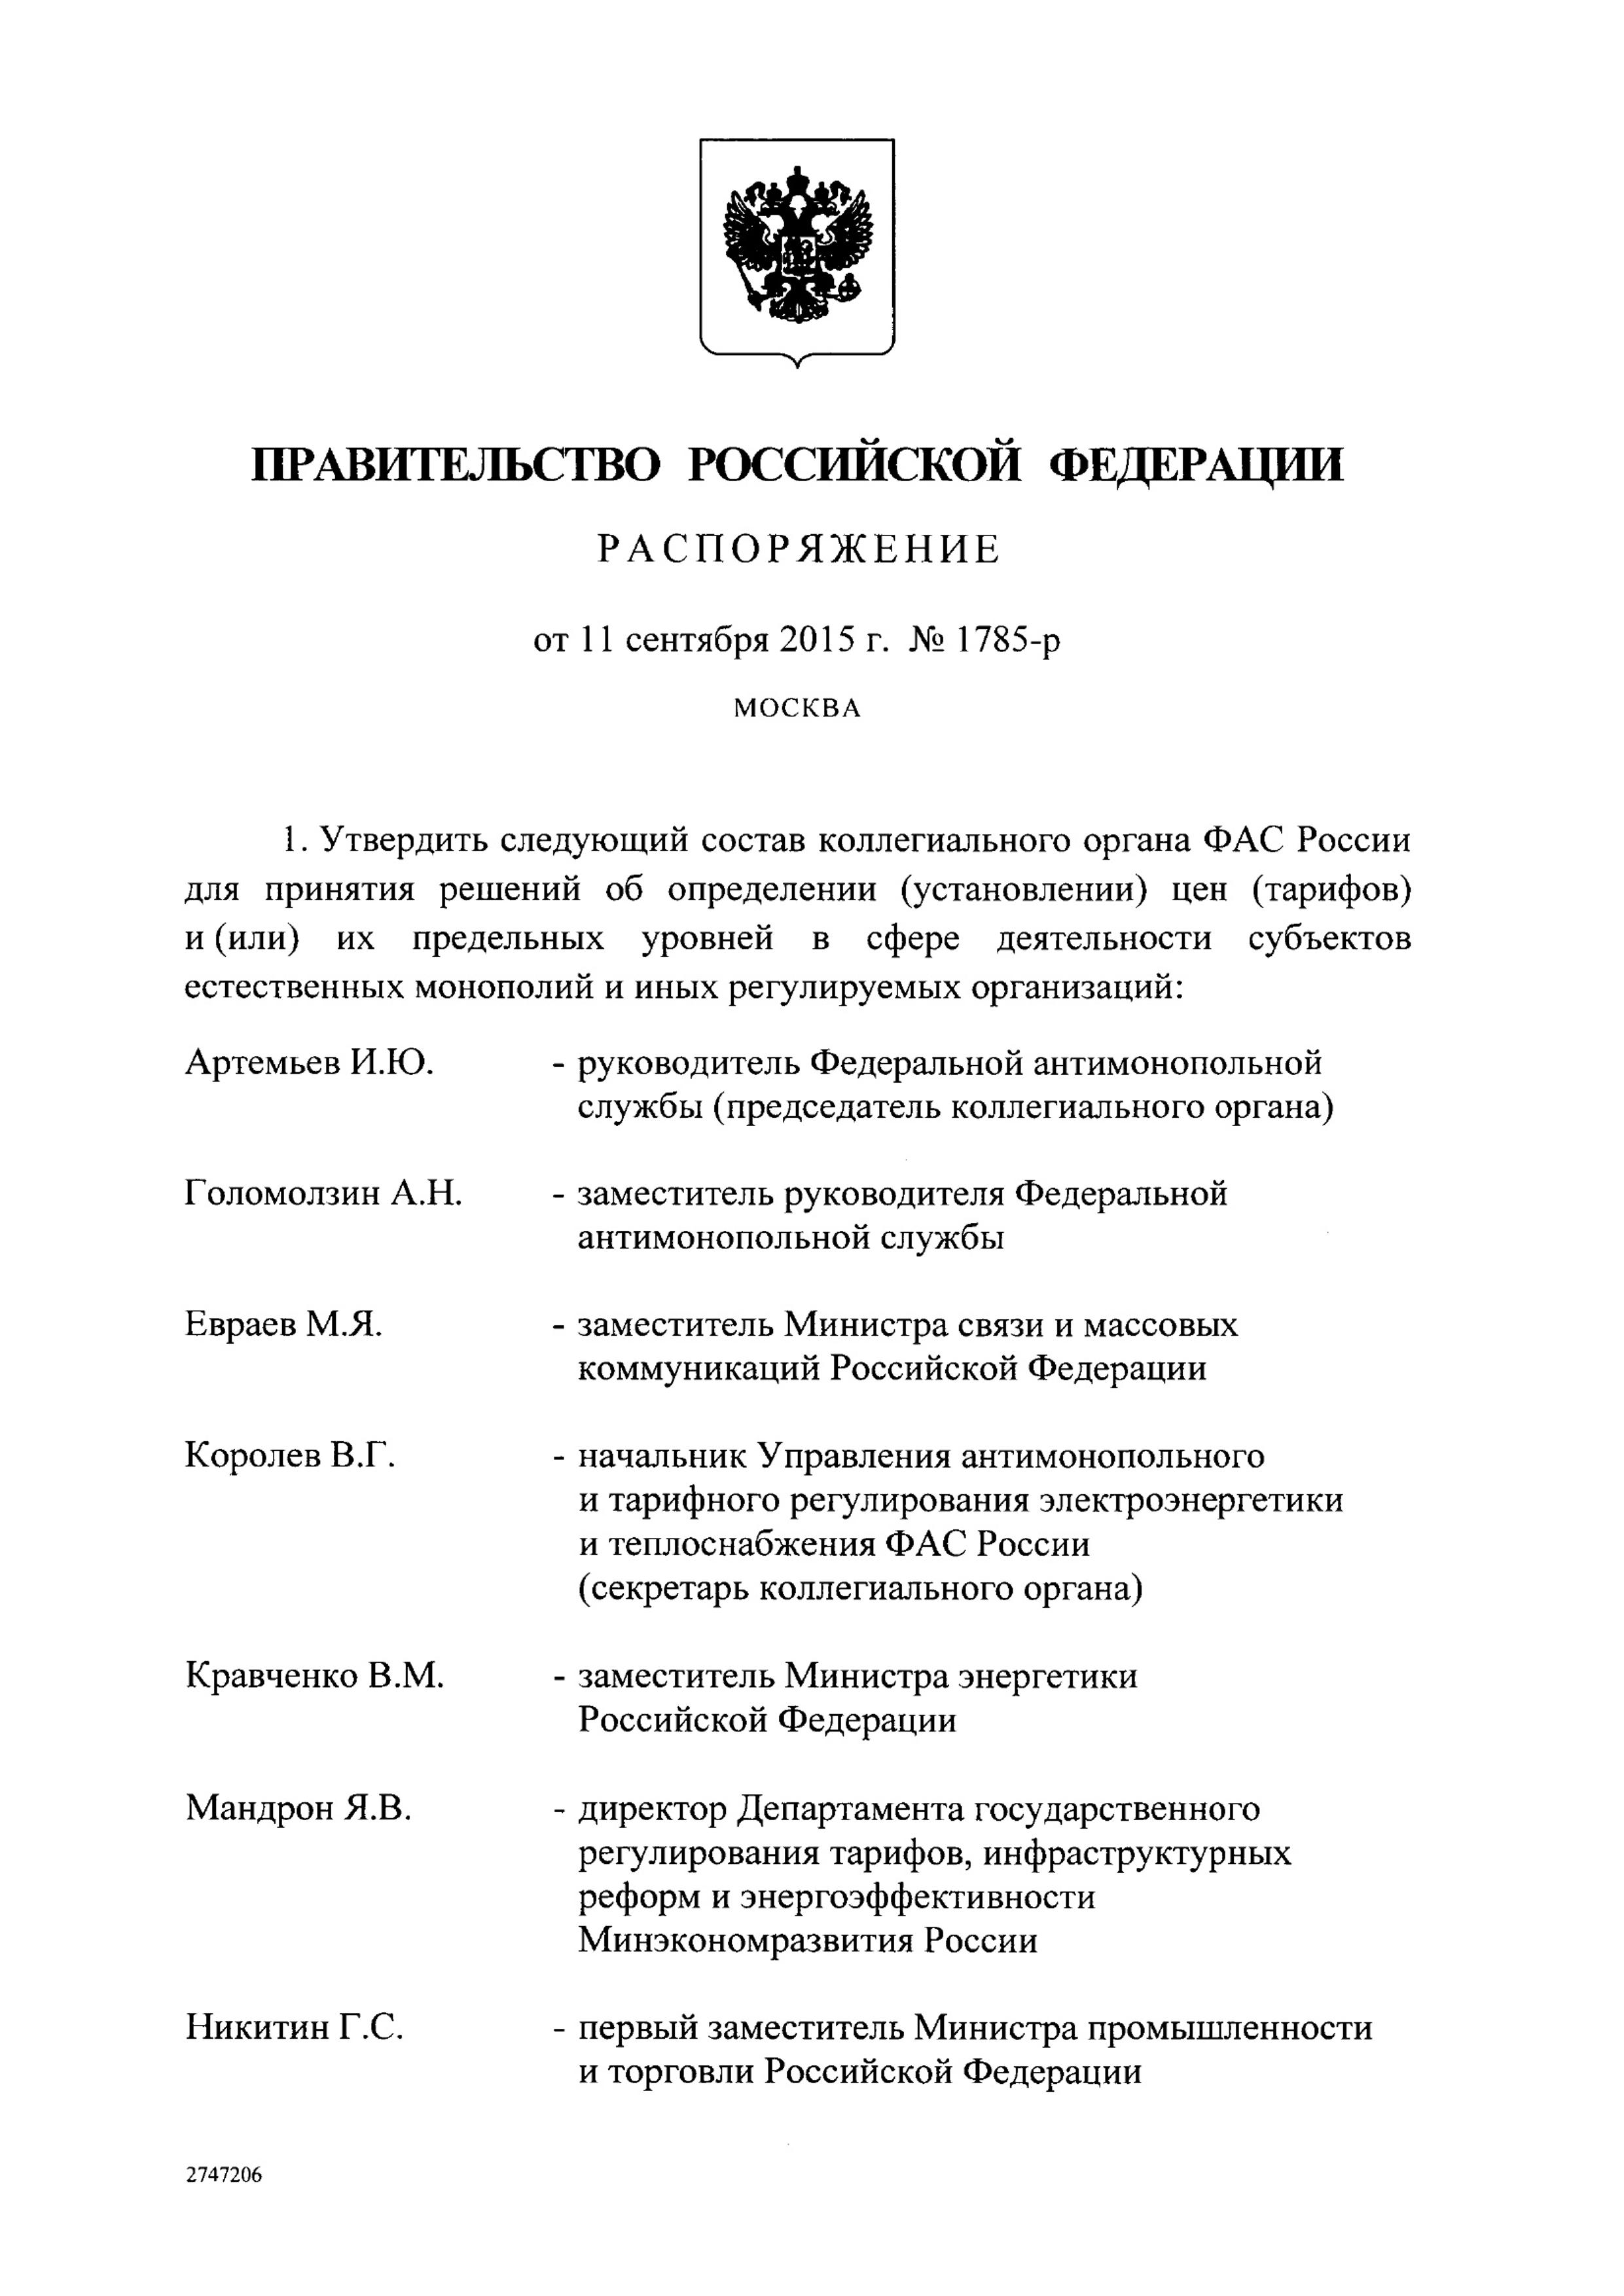 ПРАВИТЕЛЬСТВО РОССИЙСКОЙ ФЕДЕРАЦИИ
РАСПОРЯЖЕНИЕ
от 11 сентября 2015 г. № 1785-р
МОСКВА
1. Утвердить следующий состав коллегиального органа ФАС России
для принятия решений об определении (установлении) цен (тарифов)
и (или) их предельных уровней в сфере деятельности субъектов
естественных монополий и иных регулируемых организаций:
Артемьев И.Ю. - руководитель Федеральной антимонопольной
службы (председатель коллегиального органа)
Голомолзин А.Н. - заместитель руководителя Федеральной
антимонопольной службы
Евраев М.Я. - заместитель Министра связи и массовых
коммуникаций Российской Федерации
Королев В.Г. - начальник Управления антимонопольного
и тарифного регулирования электроэнергетики
и теплоснабжения ФАС России
(секретарь коллегиального органа)
Кравченко В.М. - заместитель Министра энергетики
Российской Федерации
Мандрон Я.В. - директор Департамента государственного
регулирования тарифов, инфраструктурных
реформ и энергоэффективности
Минэкономразвития России
Никитин Г.С. - первый заместитель Министра промышленности
и торговли Российской Федерации
2747206